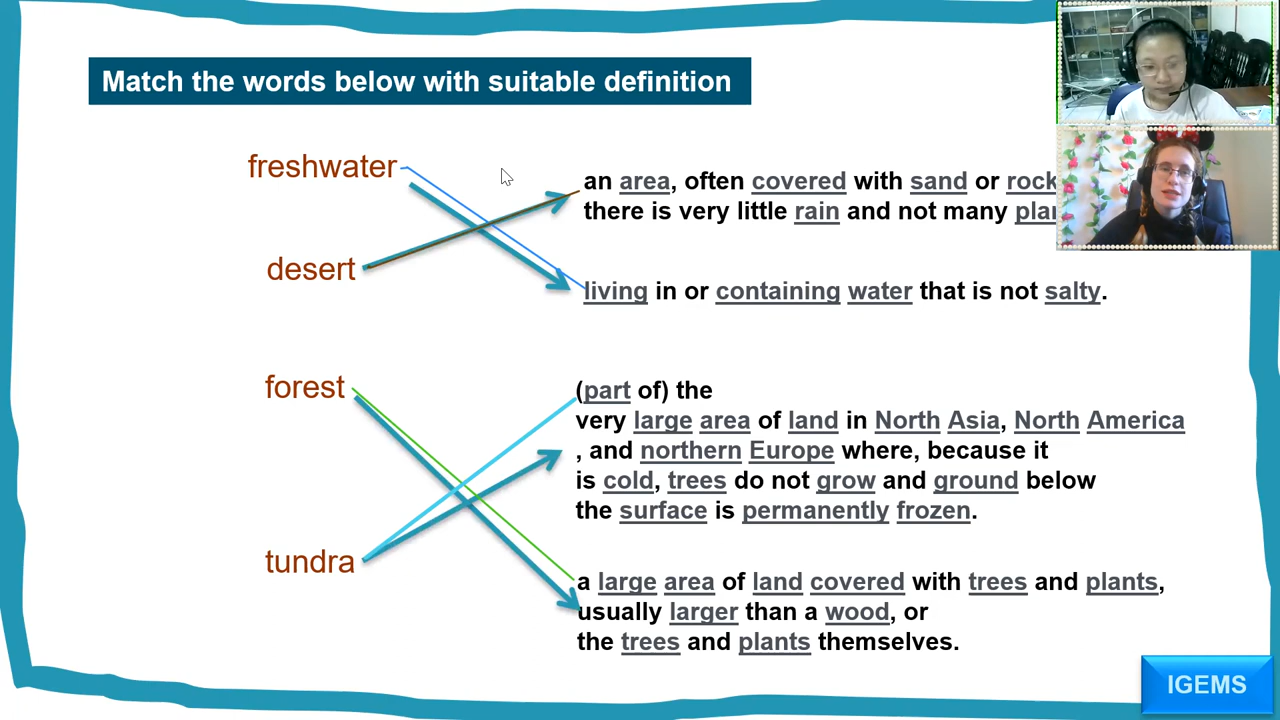 Match the words below with suitable definition
freshwater
an area, often covered with sand or rock
there is very little rain and not many
desert
living in or containing water that is not salty.
forest
(part of) the
very large area of land in North Asia, North America
, and northern Europe where, because it
is cold, trees do not grow and ground below
the surface is permanently frozen.
tundra
a large area of land covered with trees and plants,
usually larger than a wood, or
the trees and plants themselves.
IGEMS